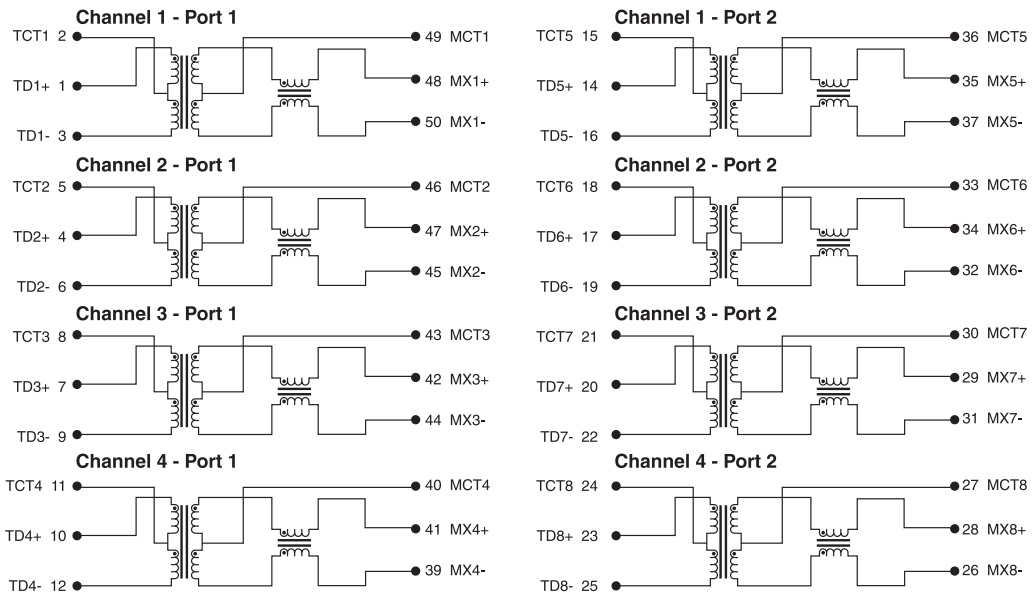 Channel 1 - Port 1
TCT1 2
49 MCT1
TD1+ 1
48 MX1+
50 MX1-
TD1- 3
Channel 2 - Port 1
TCT2 5
46 MCT2
TD2+ 4
47 MX2+
45 MX2-
TD2- 6
Channel 3 - Port 1
TCT3 8
43 MCT3
TD3+ 7
42 MX3+
44 MX3-
TD3- 9
Channel 4 - Port 1
TCT4 11
40 MCT4
TD4+ 10
41 MX4+
39 MX4-
TD4- 12
Channel 1 - Port 2
TCT5 15
36 MCT5
TD5+ 14
35 MX5+
37 MX5-
TD5- 16
Channel 2 - Port 2
TCT6 18
33 MCT6
TD6+ 17
34 MX6+
32 MX6-
TD6- 19
Channel 3 - Port 2
TCT7 21
30 MCT7
TD7+ 20
29 MX7+
31 MX7-
TD7- 22
Channel 4 - Port 2
TCT8 24
27 MCT8
TD8+ 23
28 MX8+
26 MX8-
TD8- 25